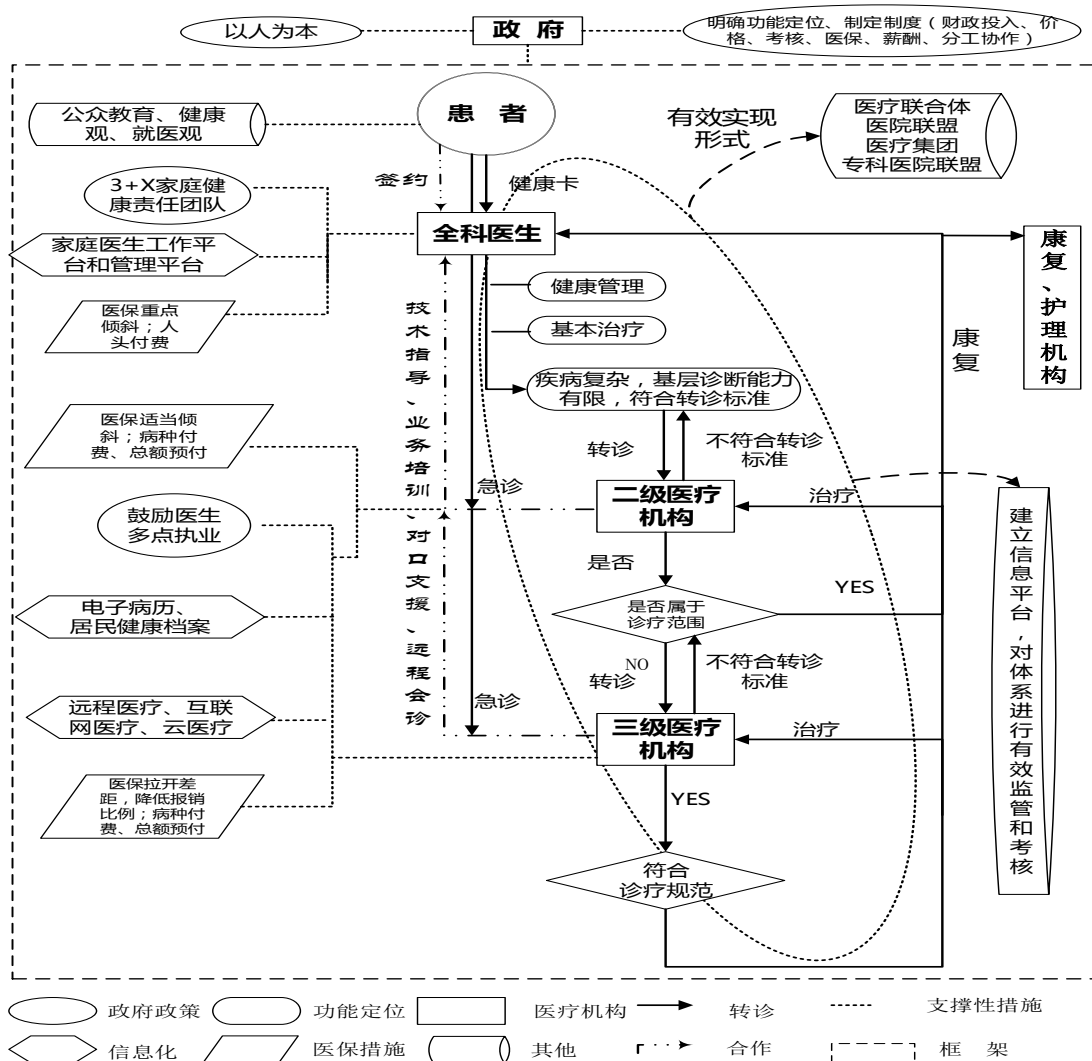 以人为本
政 府
明确功能定位、制定制度（财政投入、价
格、考核、医保、薪酬、分工协作）
公众教育、健康
观、就医观
患 者
有效实现
形式
医疗联合体
医院联盟
医疗集团
专科医院联盟
签约
健康卡
3+X家庭健
康责任团队
全科医生
家庭医生工作平
台和管理平台
康复、护理机构
健康管理
医保重点
倾斜；人
头付费
基本治疗
技术指导、业务培训、对口支援、远程会诊
康复
疾病复杂，基层诊断能力
有限，符合转诊标准
医保适当倾
斜；病种付
费、总额预付
转诊
不符合转诊
标准
急诊
二级医疗
机构
治疗
建立信息平台，对体系进行有效监管和考核
鼓励医生
多点执业
是否
YES
是否属于
诊疗范围
电子病历、
居民健康档案
NO
转诊
不符合转诊
标准
远程医疗、互联
网医疗、云医疗
急诊
三级医疗
机构
治疗
医保拉开差
距，降低报销
比例；病种付
费、总额预付
YES
符合
诊疗规范
政府政策
功能定位
医疗机构
转诊
支撑性措施
信息化
医保措施
其他
合作
框 架